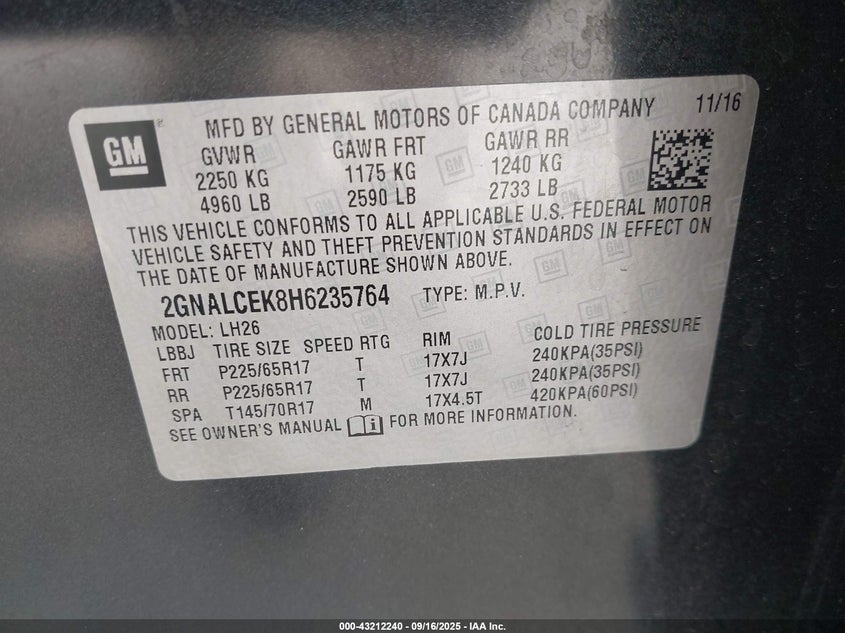 GM
MFD BY GENERAL MOTORS OF CANADA COMPANY 11/16
GVWR GAWR FRT GAWR RR
2250 KG 1175 KG 1240 KG
4960 LB 2590 LB 2733 LB
THIS VEHICLE CONFORMS TO ALL APPLICABLE U.S. FEDERAL MOTOR
VEHICLE SAFETY AND THEFT PREVENTION STANDARDS IN EFFECT ON
THE DATE OF MANUFACTURE SHOWN ABOVE.
2GNALCEK8H6235764 TYPE: M.P.V.
MODEL: LH26
LBBJ TIRE SIZE SPEED RTG RIM COLD TIRE PRESSURE
FRT P225/65R17 T 17X7J 240KPA(35PSI)
RR P225/65R17 T 17X7J 240KPA(35PSI)
SPA T145/70R17 M 17X4.5T 420KPA(60PSI)
SEE OWNER'S MANUAL i FOR MORE INFORMATION.
000-43212240 - 09/16/2025 - IAA Inc.